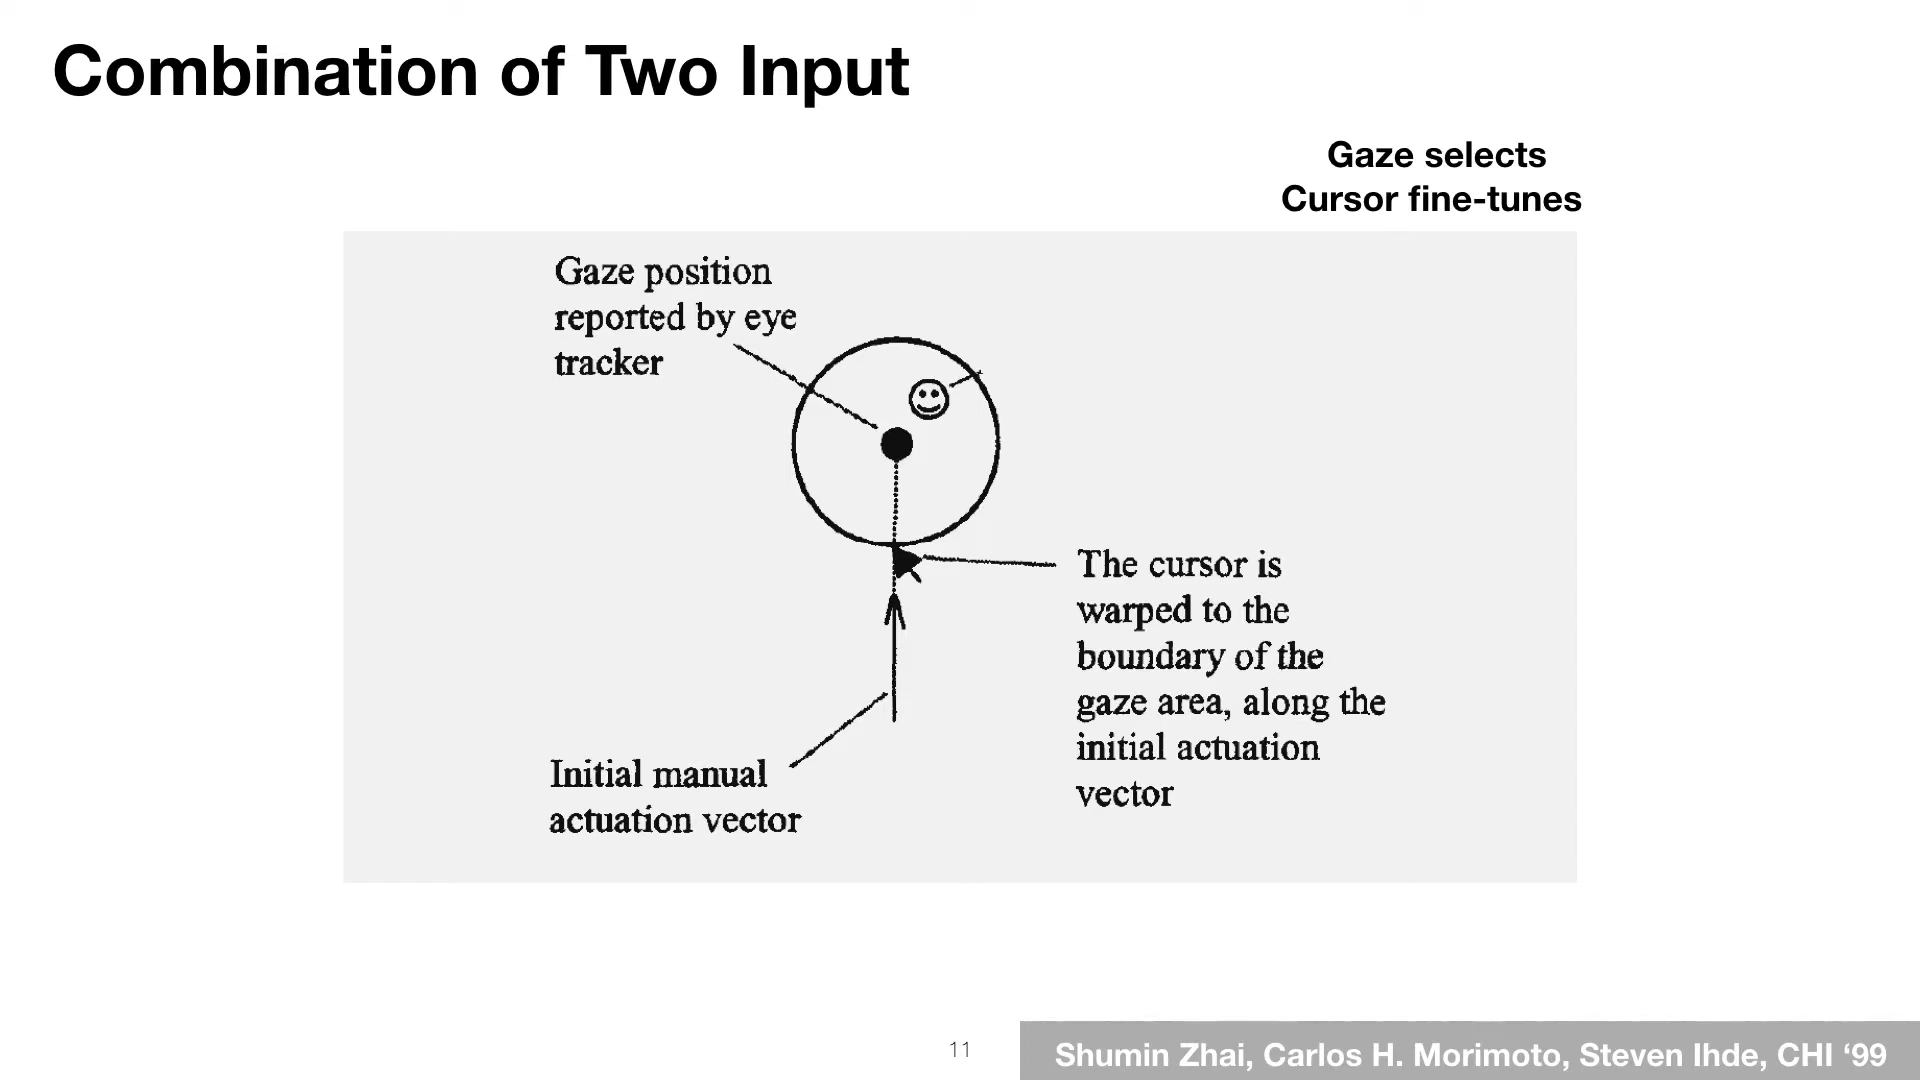 Combination of Two Input
Gaze selects
Cursor fine-tunes
Gaze position
reported by eye
tracker
The cursor is
warped to the
boundary of the
gaze area, along the
initial actuation
vector
Initial manual
actuation vector
11
Shumin Zhai, Carlos H. Morimoto, Steven Ihde, CHI ‘99